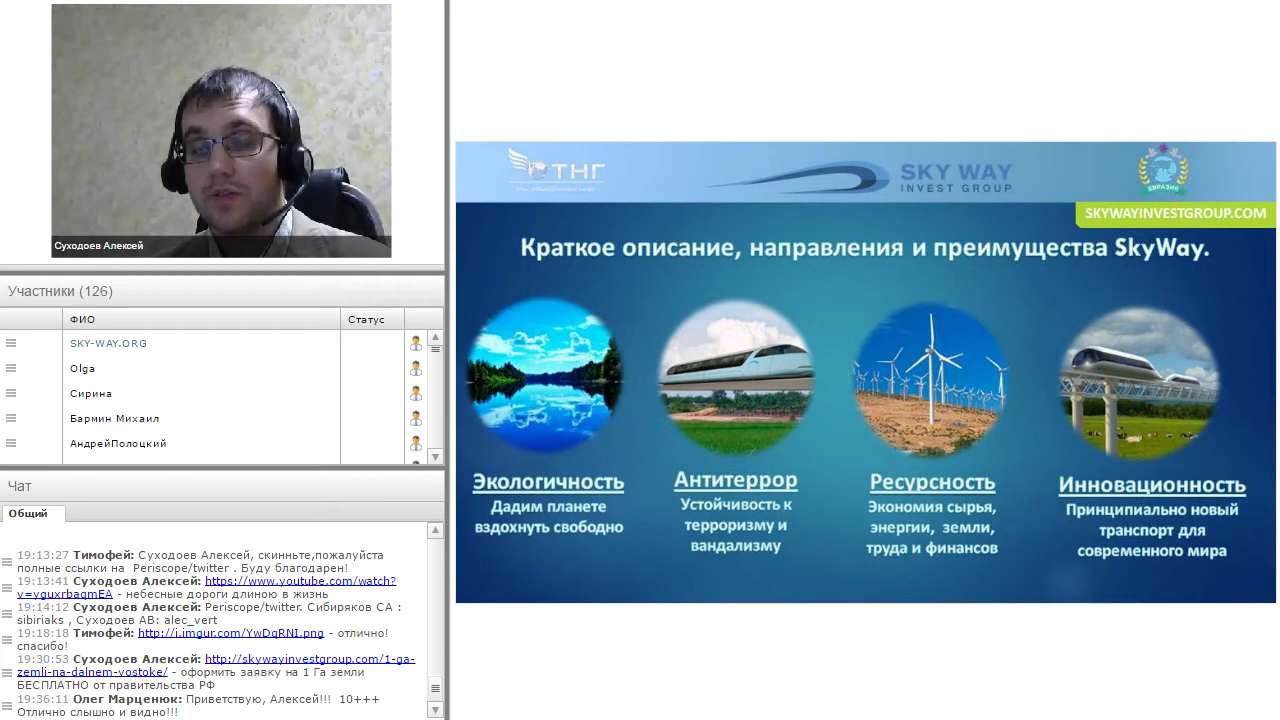 Суходоев Алексей
Участники (126)
ФИО
Статус
SKY-WAY.ORG
Olga
Сирина
Бармин Михаил
АндрейПолоцкий
Чат
Общий
19:13:27 Тимофей: Суходоев Алексей, скинньте,пожалуйста
полные ссылки на Periscope/twitter . Буду благодарен!
19:13:41 Суходоев Алексей: https://www.youtube.com/watch?
v=yguxrbaqmEA - небесные дороги длиною в жизнь
19:14:12 Суходоев Алексей: Periscope/twitter. Сибиряков СА :
sibiriaks , Суходоев АВ: alec_vert
19:18:18 Тимофей: http://i.imgur.com/YwDqRNI.png - отлично!
спасибо!
19:30:53 Суходоев Алексей: http://skywayinvestgroup.com/1-ga-
zemli-na-dalnem-vostoke/ - оформить заявку на 1 Га земли
БЕСПЛАТНО от правительства РФ
19:36:11 Олег Марценюк: Приветствую, Алексей!!! 10+++
Отлично слышно и видно!!!
ТНГ
SKY WAY
INVEST GROUP
ЕВРАЗИЯ
SKYWAYINVESTGROUP.COM
Краткое описание, направления и преимущества SkyWay.
Экологичность
Дадим планете
вздохнуть свободно
Антитеррор
Устойчивость к
терроризму и
вандализму
Ресурсность
Экономия сырья,
энергии, земли,
труда и финансов
Инновационность
Принципиально новый
транспорт для
современного мира